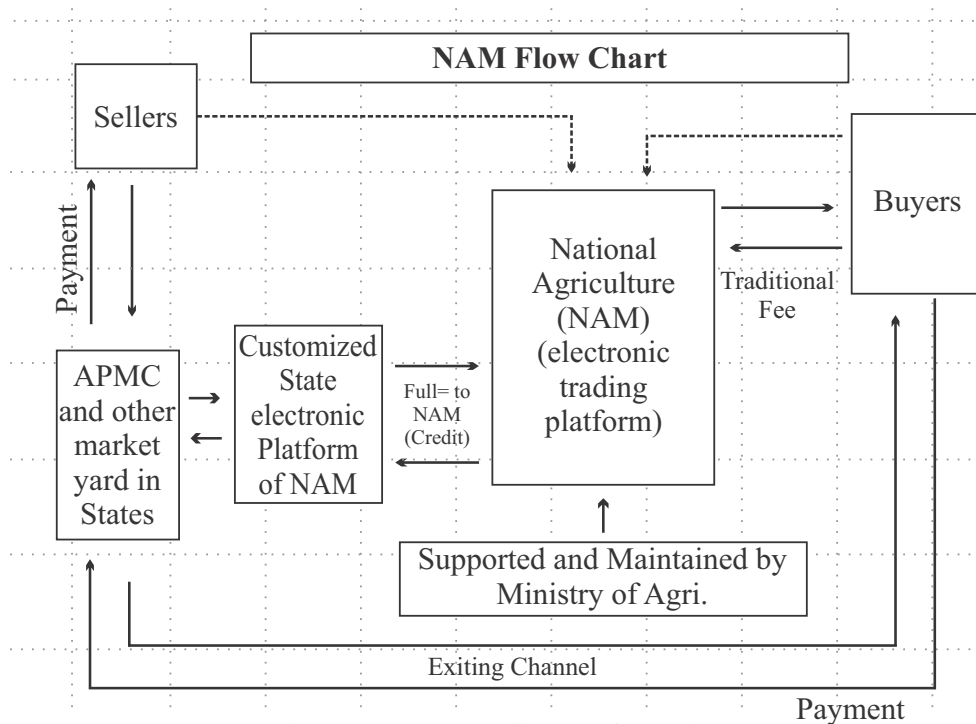 NAM Flow Chart
Sellers
Buyers
Payment
National
Agriculture
(NAM)
(electronic
trading
platform)
Traditional
Fee
APMC
and other
market
yard in
States
Customized
State
electronic
Platform
of NAM
Full= to
NAM
(Credit)
Supported and Maintained by
Ministry of Agri.
Exiting Channel
Payment